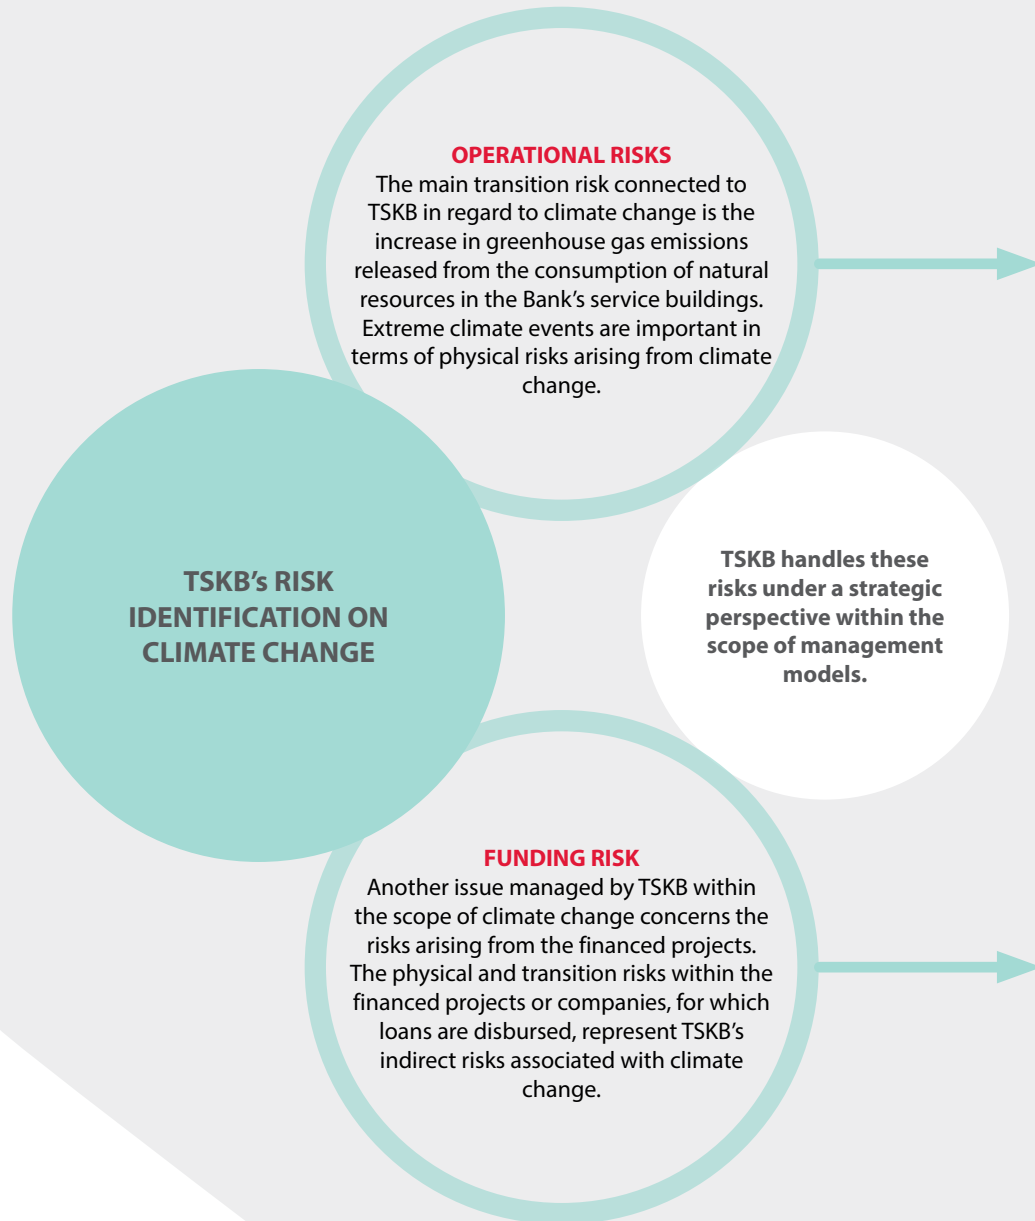 OPERATIONAL RISKS
The main transition risk connected to
TSKB in regard to climate change is the
increase in greenhouse gas emissions
released from the consumption of natural
resources in the Bank’s service buildings.
Extreme climate events are important in
terms of physical risks arising from climate
change.
TSKB’s RISK
IDENTIFICATION ON
CLIMATE CHANGE
TSKB handles these
risks under a strategic
perspective within the
scope of management
models.
FUNDING RISK
Another issue managed by TSKB within
the scope of climate change concerns the
risks arising from the financed projects.
The physical and transition risks within the
financed projects or companies, for which
loans are disbursed, represent TSKB’s
indirect risks associated with climate
change.